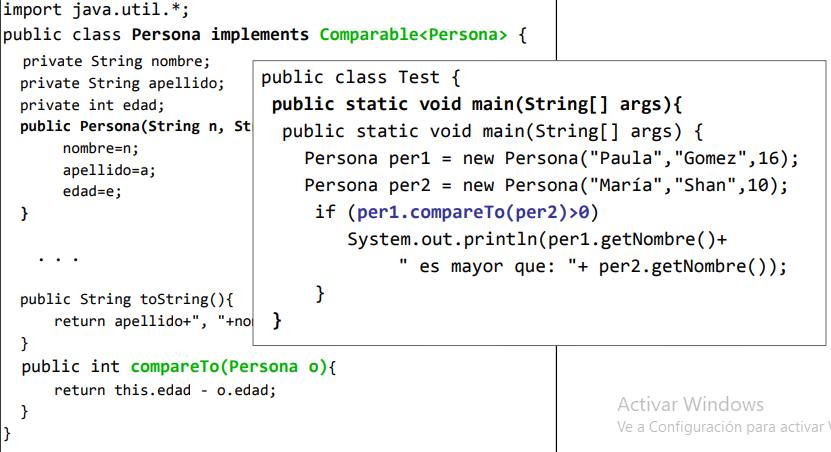 import java.util.*;
public class Persona implements Comparable<Persona> {
private String nombre;
private String apellido;
private int edad;
public Persona(String n, St
nombre=n;
apellido=a;
edad=e;
}
. . .
public String toString(){
return apellido+", "+no
}
public int compareTo(Persona o){
return this.edad - o.edad;
}
}
public class Test {
public static void main(String[] args){
public static void main(String[] args) {
Persona per1 = new Persona("Paula","Gomez",16);
Persona per2 = new Persona("María","Shan",10);
if (per1.compareTo(per2)>0)
System.out.println(per1.getNombre()+
" es mayor que: "+ per2.getNombre());
}
}
Activar Windows
Ve a Configuración para activar